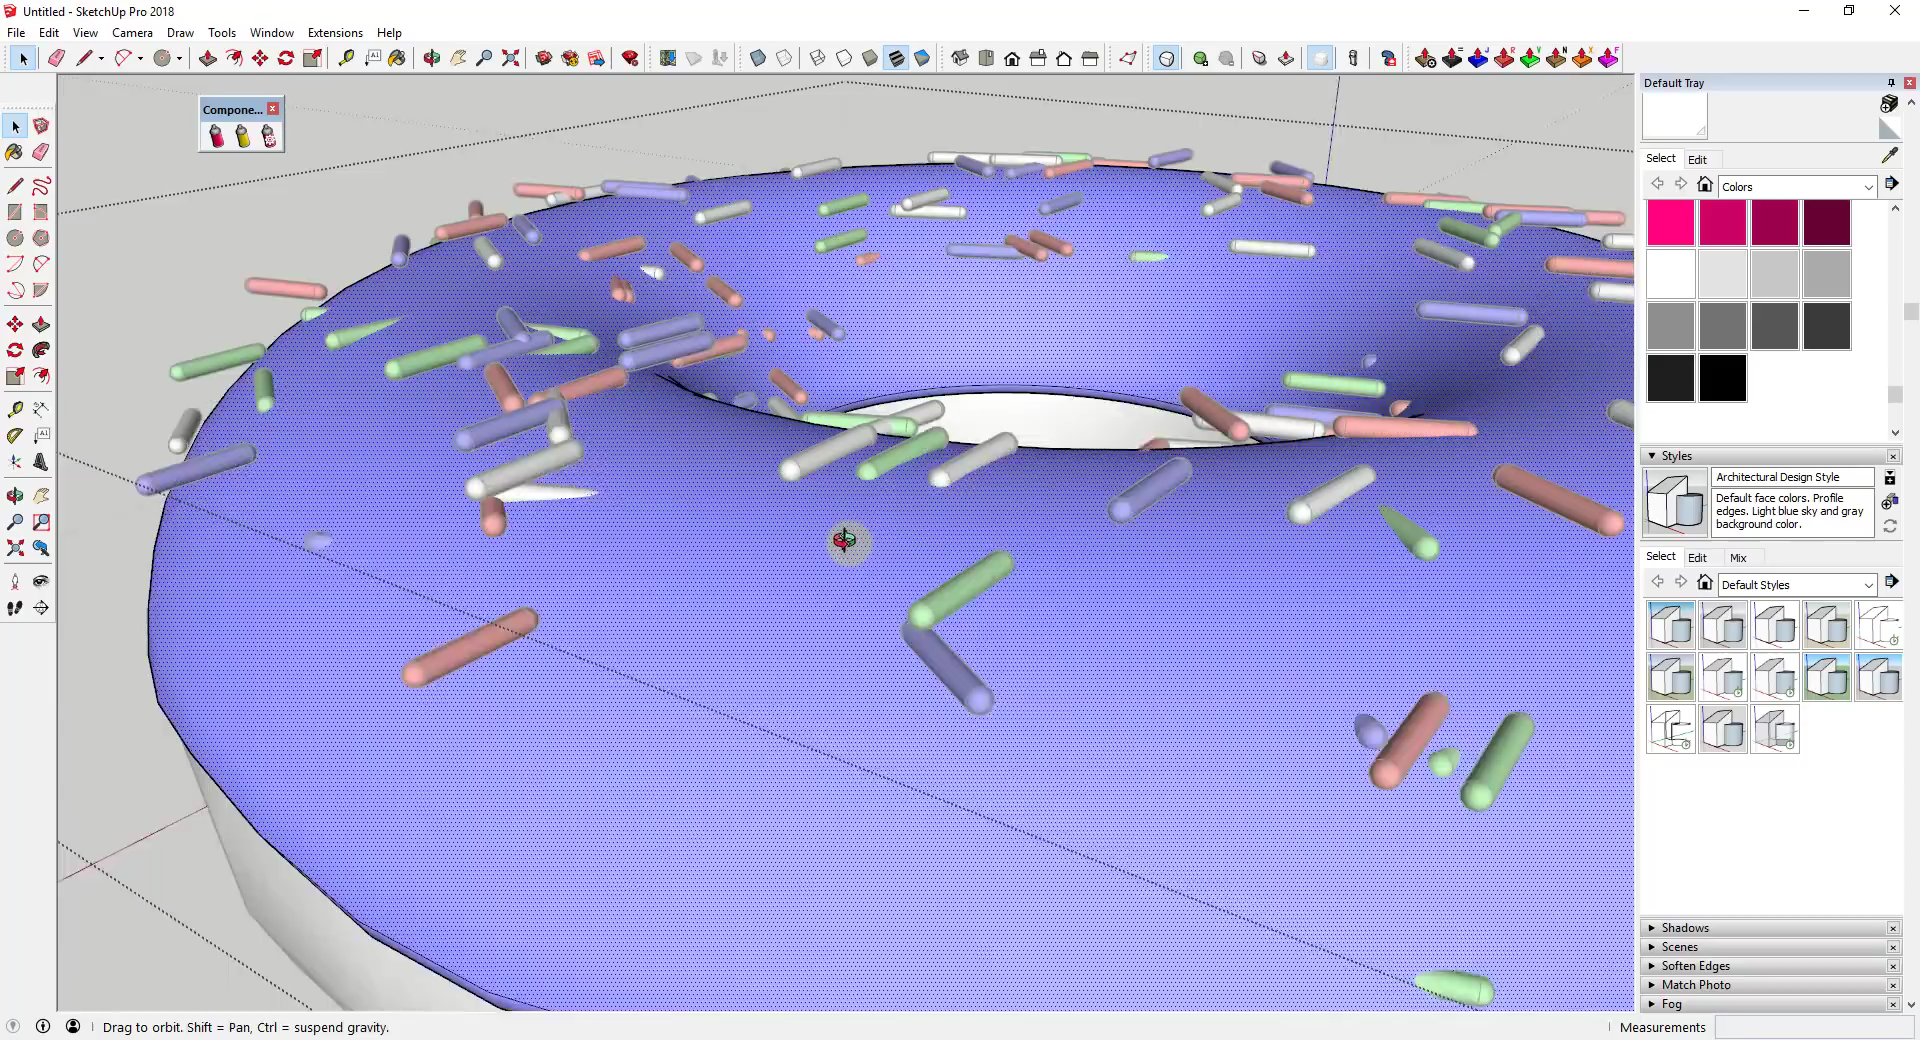 Untitled - SketchUp Pro 2018
File Edit View Camera Draw Tools Window Extensions Help
Default Tray
Compone...
Select Edit
Colors
Styles
Architectural Design Style
Default face colors. Profile
edges. Light blue sky and gray
background color.
Select Edit Mix
Default Styles
Shadows
Scenes
Soften Edges
Match Photo
Fog
Drag to orbit. Shift = Pan, Ctrl = suspend gravity.
Measurements